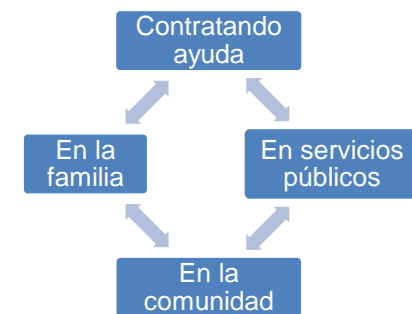 Contratando
ayuda
En la
familia
En servicios
públicos
En la
comunidad